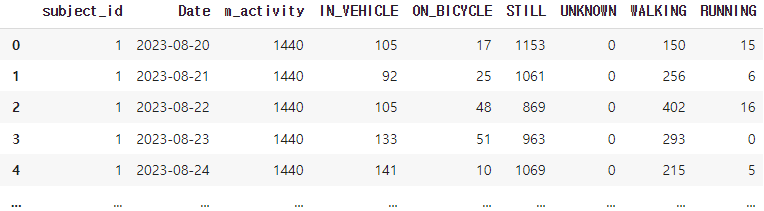 subject_id Date m_activity IN_VEHICLE ON_BICYCLE STILL UNKNOWN WALKING RUNNING
0 1 2023-08-20 1440 105 17 1153 0 150 15
1 1 2023-08-21 1440 92 25 1061 0 256 6
2 1 2023-08-22 1440 105 48 869 0 402 16
3 1 2023-08-23 1440 133 51 963 0 293 0
4 1 2023-08-24 1440 141 10 1069 0 215 5
... ... ... ... ... ... ... ... ... ...